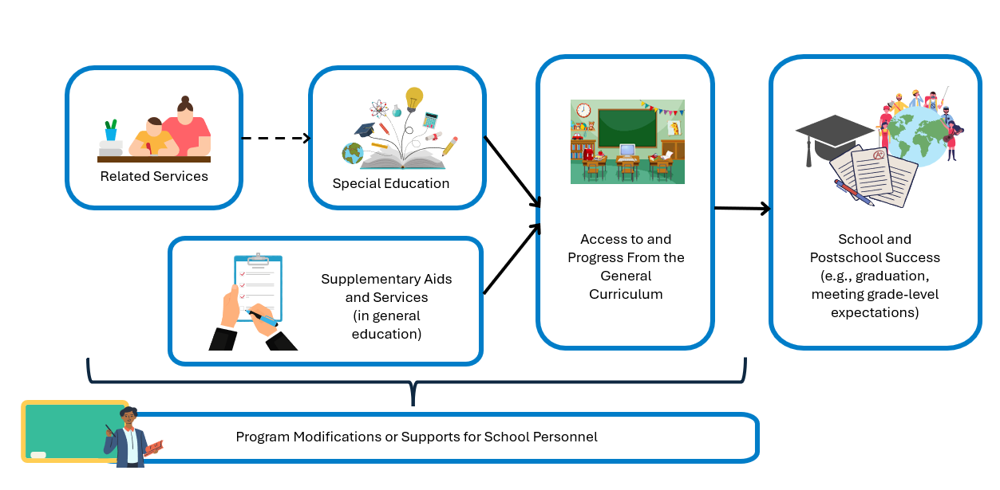 Related Services
Special Education
Supplementary Aids
and Services
(in general
education)
Access to and
Progress From the
General
Curriculum
School and
Postschool Success
(e.g., graduation,
meeting grade-level
expectations)
A+
Program Modifications or Supports for School Personnel